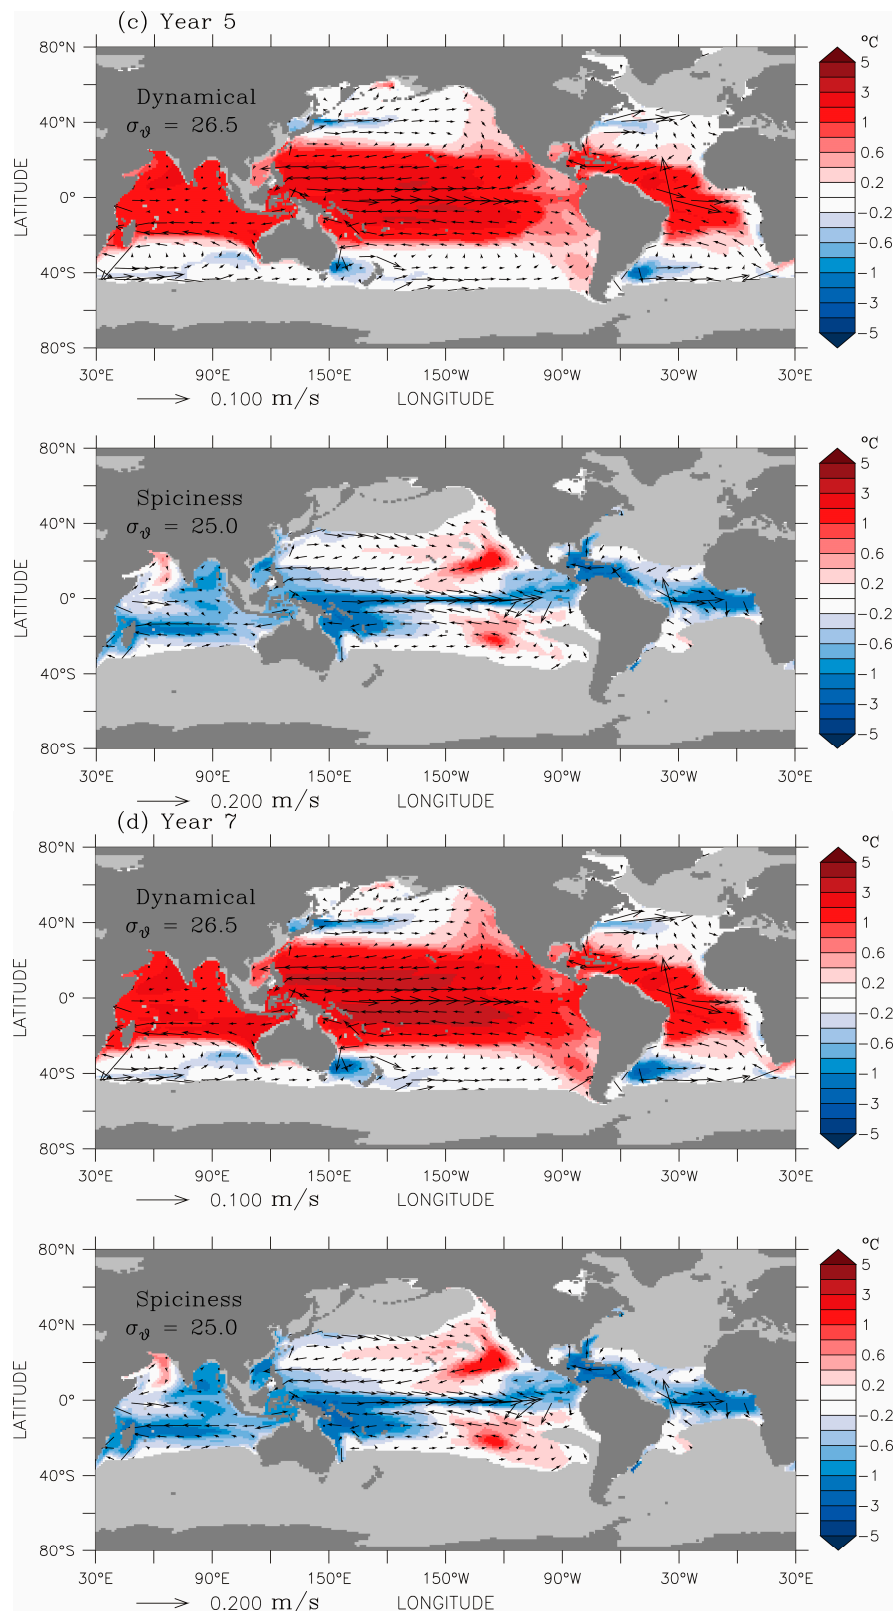 (c) Year 5
°C
80°N
40°N
0°
40°S
80°S
LATITUDE
Dynamical
σ_ϑ = 26.5
5
3
1
0.6
0.2
−0.2
−0.6
−1
−3
−5
30°E 90°E 150°E 150°W 90°W 30°W 30°E
0.100 m/s LONGITUDE
°C
80°N
40°N
0°
40°S
80°S
LATITUDE
Spiciness
σ_ϑ = 25.0
5
3
1
0.6
0.2
−0.2
−0.6
−1
−3
−5
30°E 90°E 150°E 150°W 90°W 30°W 30°E
0.200 m/s LONGITUDE
(d) Year 7
°C
80°N
40°N
0°
40°S
80°S
LATITUDE
Dynamical
σ_ϑ = 26.5
5
3
1
0.6
0.2
−0.2
−0.6
−1
−3
−5
30°E 90°E 150°E 150°W 90°W 30°W 30°E
0.100 m/s LONGITUDE
°C
80°N
40°N
0°
40°S
80°S
LATITUDE
Spiciness
σ_ϑ = 25.0
5
3
1
0.6
0.2
−0.2
−0.6
−1
−3
−5
30°E 90°E 150°E 150°W 90°W 30°W 30°E
0.200 m/s LONGITUDE